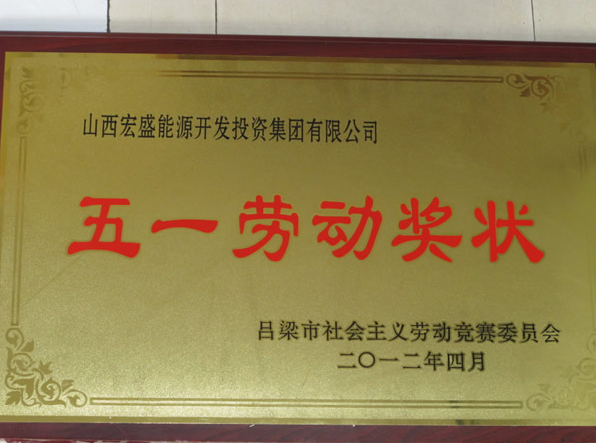 山西宏盛能源开发投资集团有限公司
五一劳动奖状
吕梁市社会主义劳动竞赛委员会
二〇一二年四月